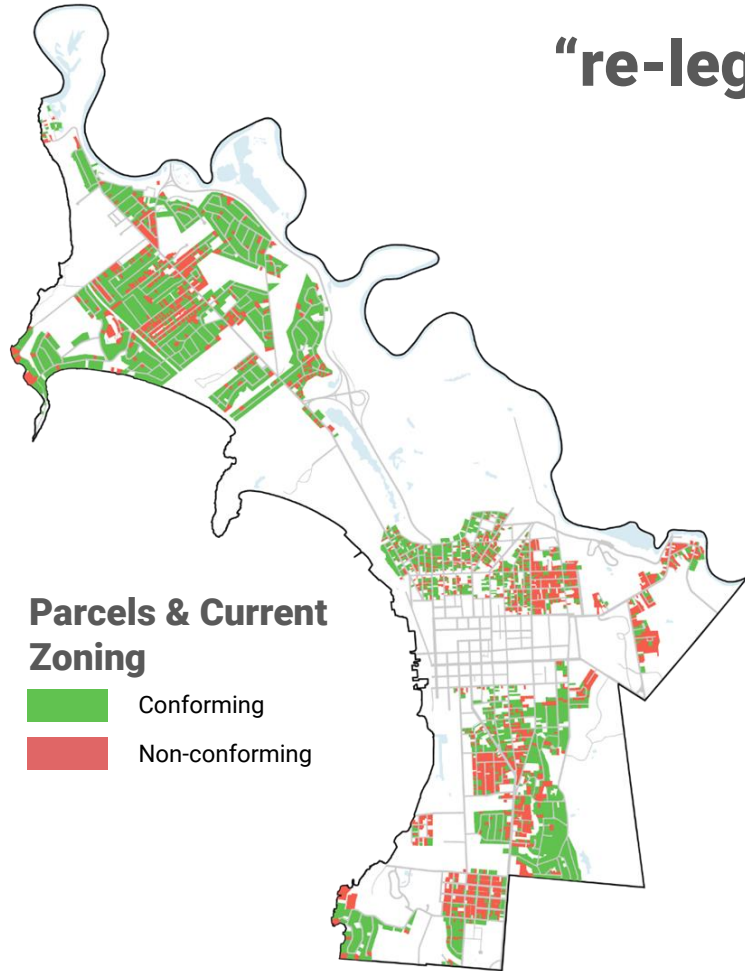 “re-leg
Parcels & Current
Zoning
Conforming
Non-conforming